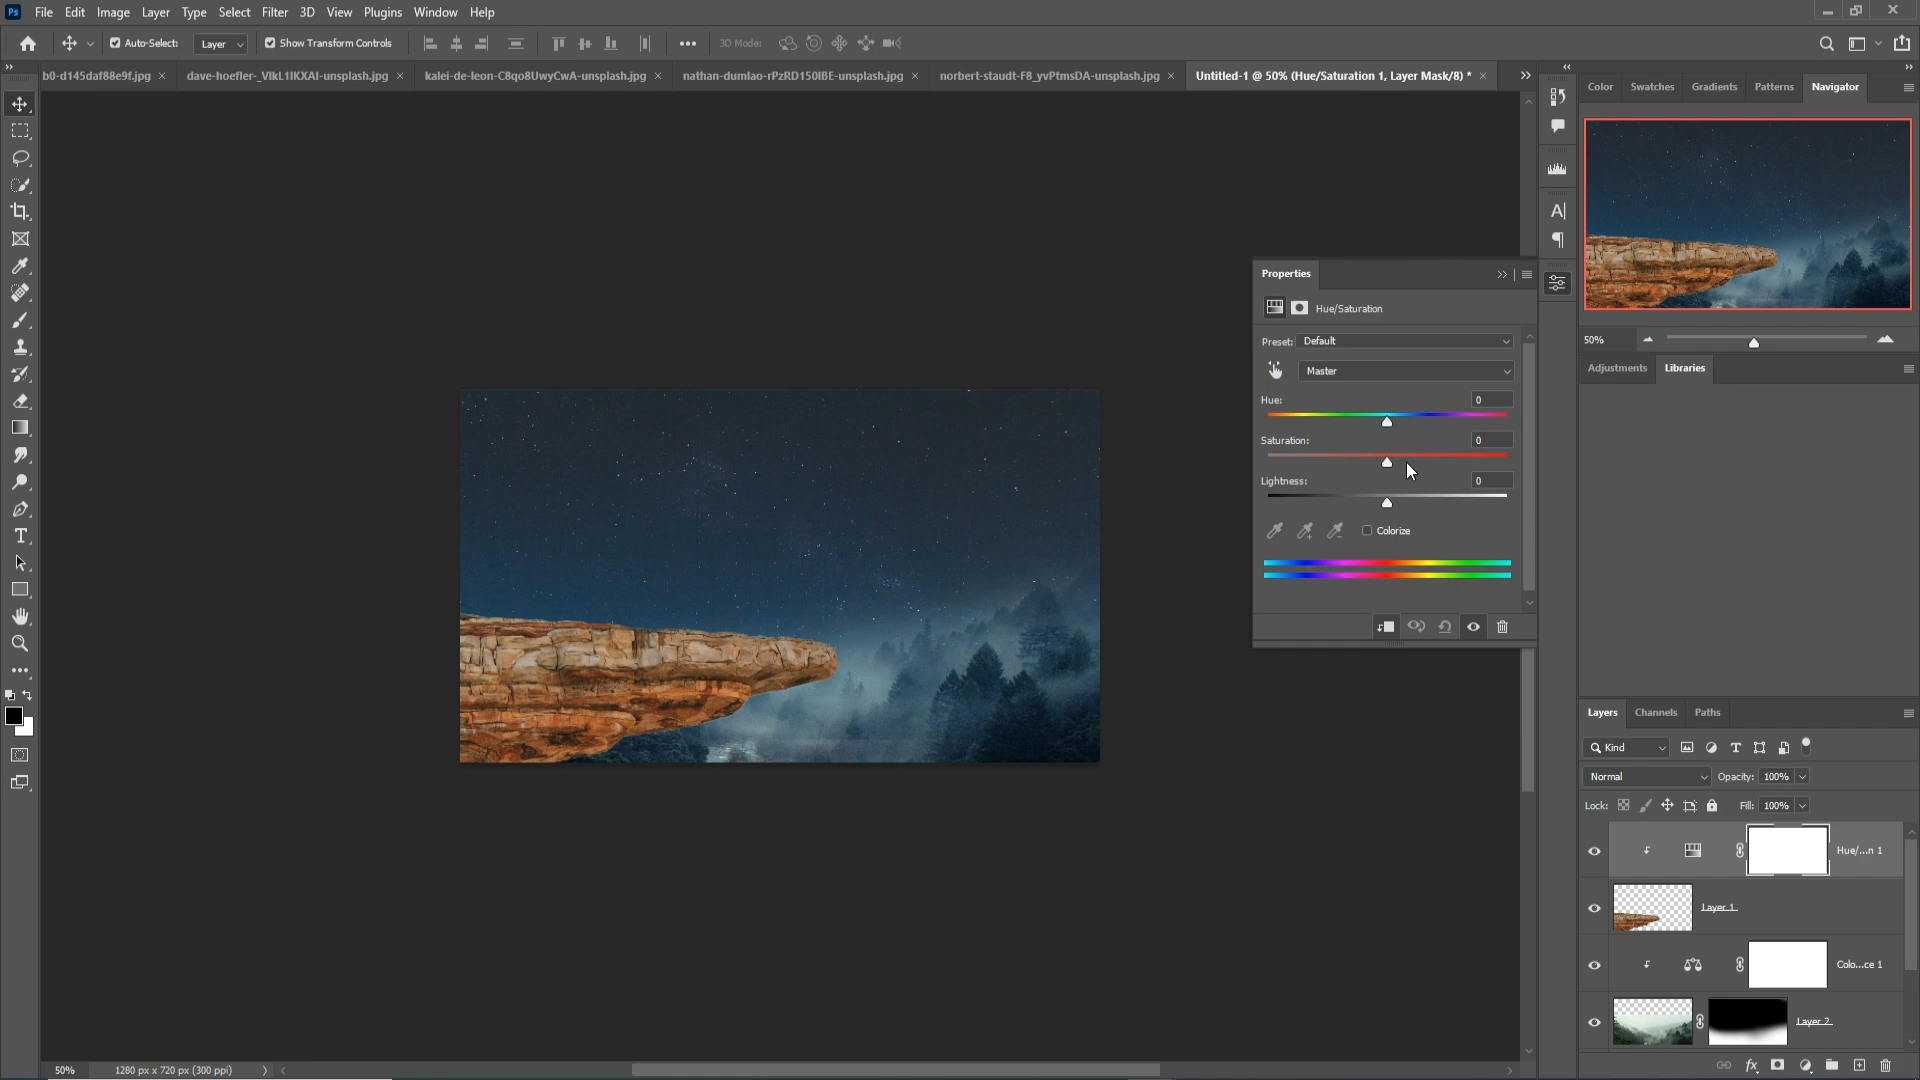 Ps File Edit Image Layer Type Select Filter 3D View Plugins Window Help
Auto-Select: Layer Show Transform Controls 3D Mode:
b0-d145daf88e9f.jpg × dave-hoefler-_VIkL1IKXAI-unsplash.jpg × kalei-de-leon-C8qo8UwyCwA-unsplash.jpg × nathan-dumlao-rPzRD150IBE-unsplash.jpg × norbert-staudt-F8_yvPtmsDA-unsplash.jpg × Untitled-1 @ 50% (Hue/Saturation 1, Layer Mask/8) * ×
Color Swatches Gradients Patterns Navigator
50%
Adjustments Libraries
Properties
Hue/Saturation
Preset: Default
Master
Hue: 0
Saturation: 0
Lightness: 0
Colorize
Layers Channels Paths
Kind
Normal Opacity: 100%
Lock: Fill: 100%
Hue/...n 1
Layer 1
Colo...ce 1
Layer 2
50% 1280 px x 720 px (300 ppi)